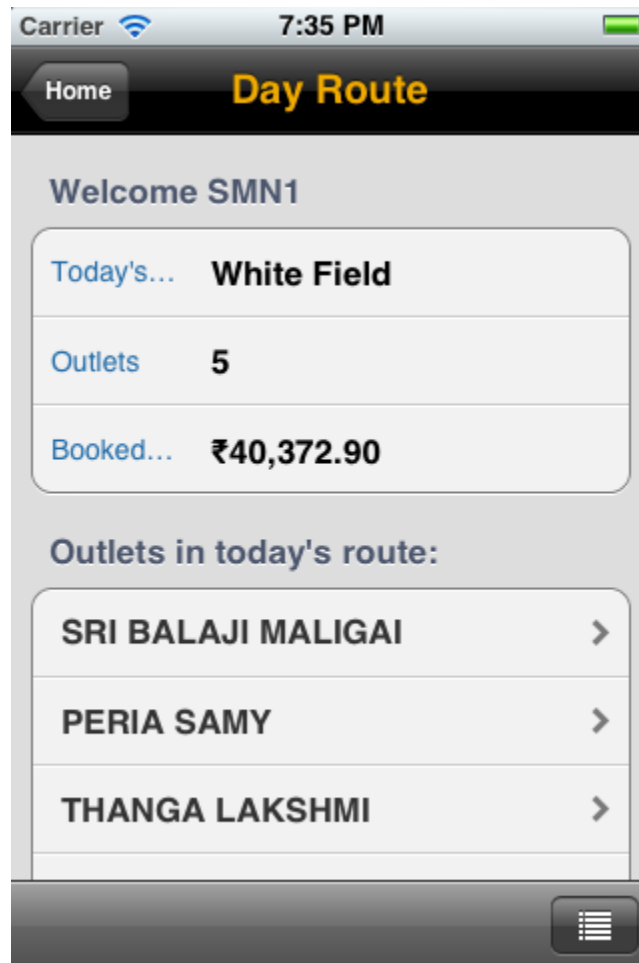 Carrier 7:35 PM
Home Day Route
Welcome SMN1
Today's... White Field
Outlets 5
Booked... ₹40,372.90
Outlets in today's route:
SRI BALAJI MALIGAI
PERIA SAMY
THANGA LAKSHMI